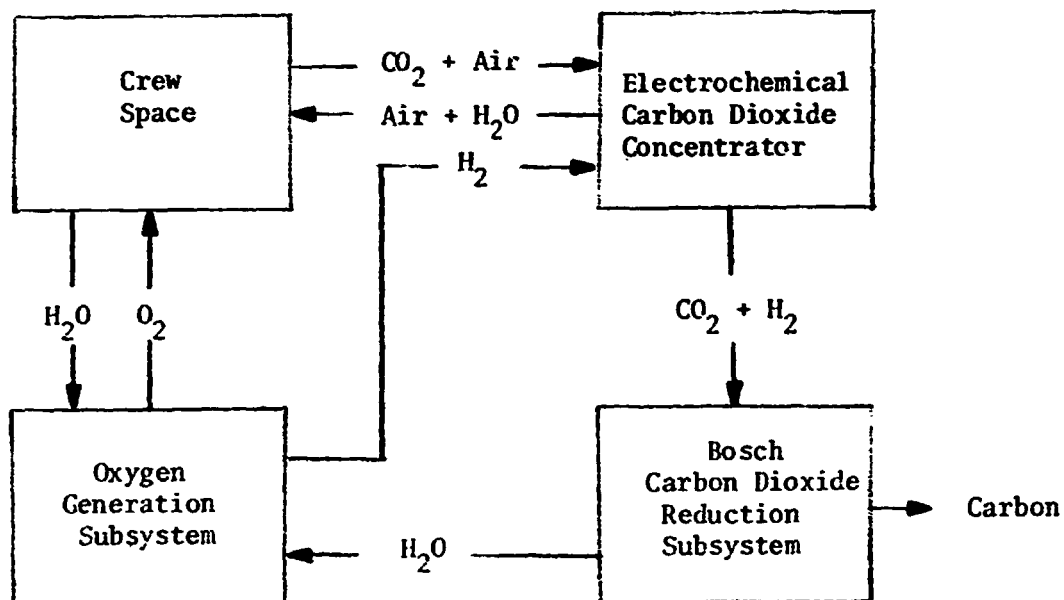 Crew
Space
CO₂ + Air
Air + H₂O
H₂
Electrochemical
Carbon Dioxide
Concentrator
H₂O
O₂
CO₂ + H₂
Oxygen
Generation
Subsystem
H₂O
Bosch
Carbon Dioxide
Reduction
Subsystem
Carbon